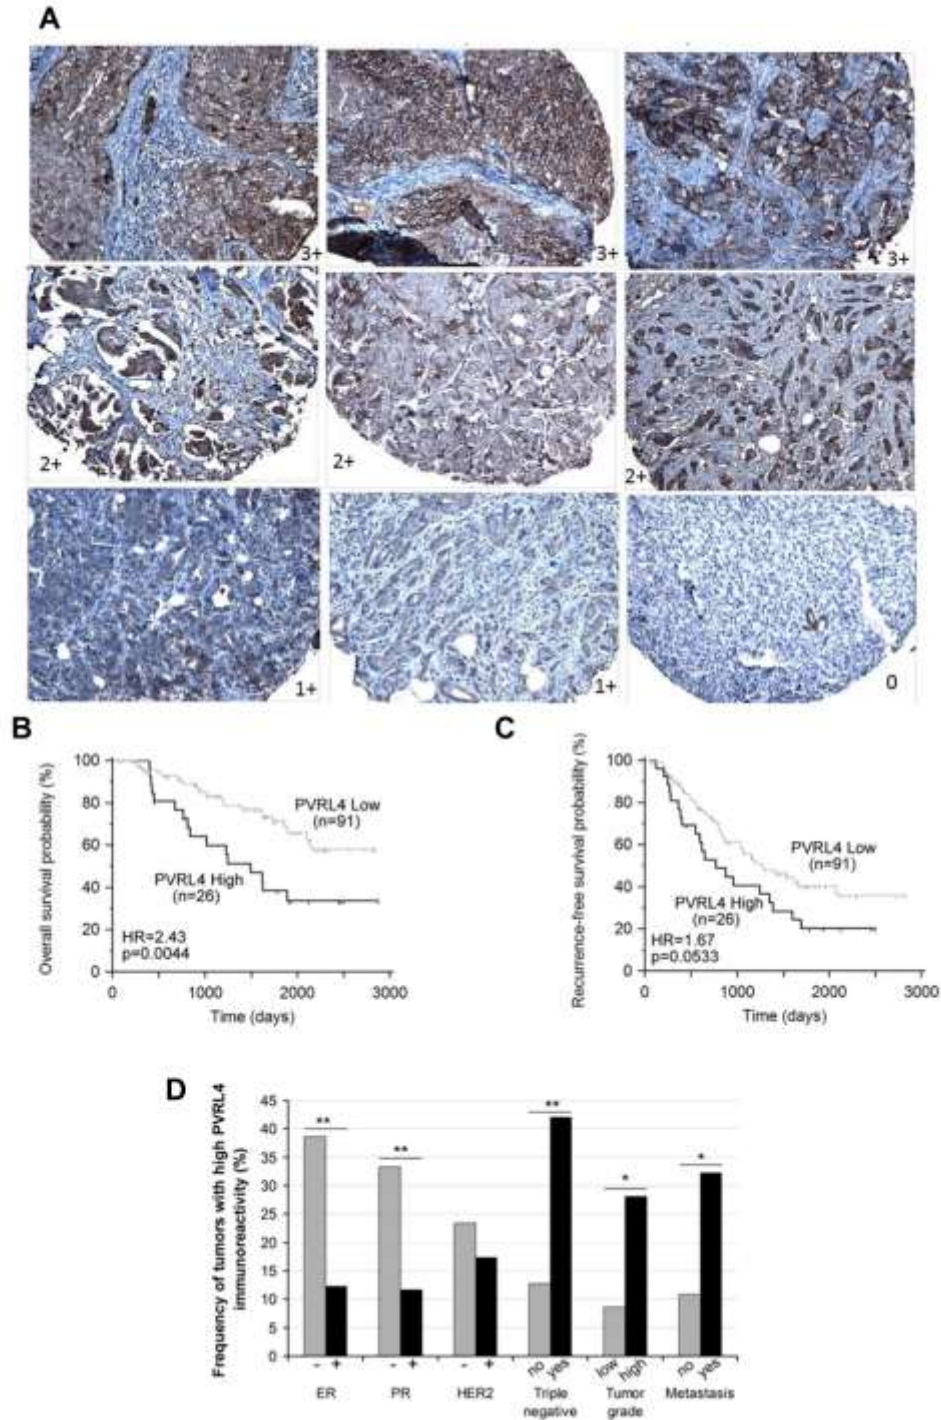 A
3+
3+
3+
2+
2+
2+
1+
1+
0
B
Overall survival probability (%)
100
80
60
40
20
0
PVRL4 Low
(n=91)
PVRL4 High
(n=26)
HR=2.43
p=0.0044
0 1000 2000 3000
Time (days)
C
Recurrence-free survival probability (%)
100
80
60
40
20
0
PVRL4 Low
(n=91)
PVRL4 High
(n=26)
HR=1.67
p=0.0533
0 1000 2000 3000
Time (days)
D
Frequency of tumors with high PVRL4
immunoreactivity (%)
45
40
35
30
25
20
15
10
5
0
** ** ** * *
- + - + - + no yes low high no yes
ER PR HER2 Triple negative Tumor grade Metastasis